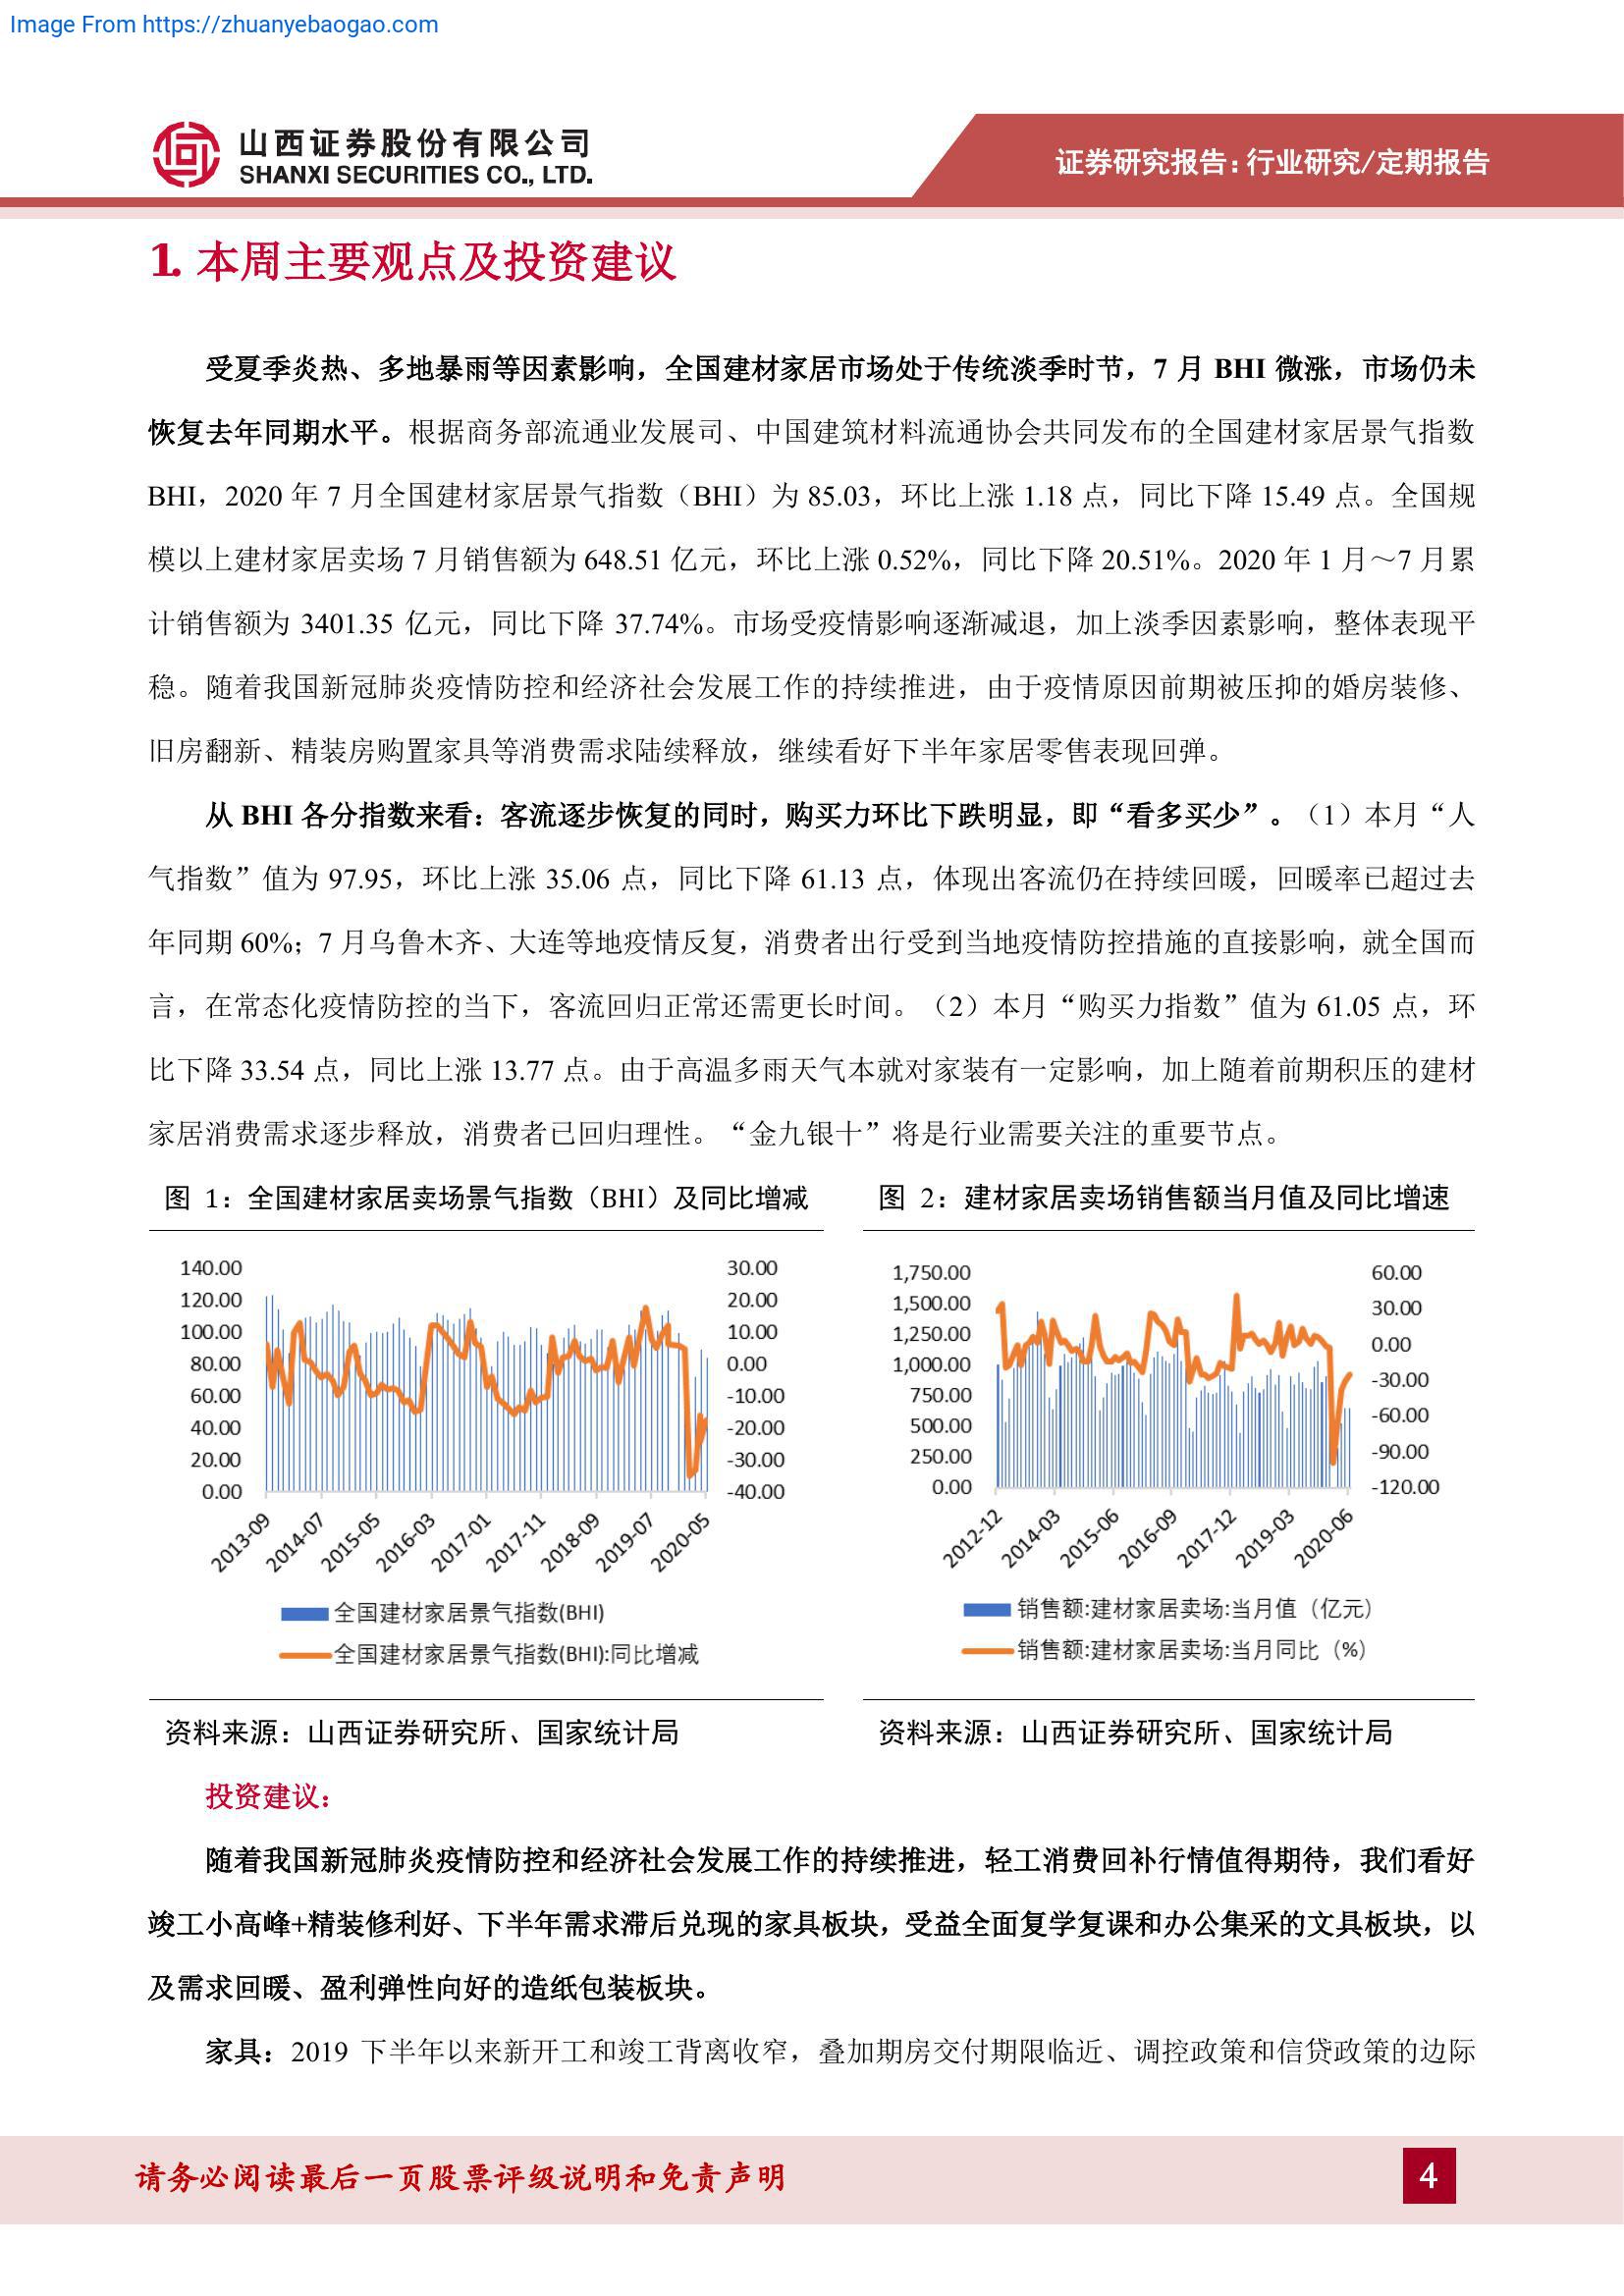 Image From https://zhuanyebaogao.com
山西证券股份有限公司
SHANXI SECURITIES CO., LTD.
证券研究报告：行业研究/定期报告
1. 本周主要观点及投资建议
受夏季炎热、多地暴雨等因素影响，全国建材家居市场处于传统淡季时节，7 月 BHI 微涨，市场仍未
恢复去年同期水平。根据商务部流通业发展司、中国建筑材料流通协会共同发布的全国建材家居景气指数
BHI，2020 年 7 月全国建材家居景气指数（BHI）为 85.03，环比上涨 1.18 点，同比下降 15.49 点。全国规
模以上建材家居卖场 7 月销售额为 648.51 亿元，环比上涨 0.52%，同比下降 20.51%。2020 年 1 月～7 月累
计销售额为 3401.35 亿元，同比下降 37.74%。市场受疫情影响逐渐减退，加上淡季因素影响，整体表现平
稳。随着我国新冠肺炎疫情防控和经济社会发展工作的持续推进，由于疫情原因前期被压抑的婚房装修、
旧房翻新、精装房购置家具等消费需求陆续释放，继续看好下半年家居零售表现回弹。
从 BHI 各分指数来看：客流逐步恢复的同时，购买力环比下跌明显，即“看多买少”。（1）本月“人
气指数”值为 97.95，环比上涨 35.06 点，同比下降 61.13 点，体现出客流仍在持续回暖，回暖率已超过去
年同期 60%；7 月乌鲁木齐、大连等地疫情反复，消费者出行受到当地疫情防控措施的直接影响，就全国而
言，在常态化疫情防控的当下，客流回归正常还需更长时间。（2）本月“购买力指数”值为 61.05 点，环
比下降 33.54 点，同比上涨 13.77 点。由于高温多雨天气本就对家装有一定影响，加上随着前期积压的建材
家居消费需求逐步释放，消费者已回归理性。“金九银十”将是行业需要关注的重要节点。
图 1：全国建材家居卖场景气指数（BHI）及同比增减
140.00
120.00
100.00
80.00
60.00
40.00
20.00
0.00
30.00
20.00
10.00
0.00
-10.00
-20.00
-30.00
-40.00
2013-09
2014-07
2015-05
2016-03
2017-01
2017-11
2018-09
2019-07
2020-05
全国建材家居景气指数(BHI)
全国建材家居景气指数(BHI):同比增减
资料来源：山西证券研究所、国家统计局
图 2：建材家居卖场销售额当月值及同比增速
1,750.00
1,500.00
1,250.00
1,000.00
750.00
500.00
250.00
0.00
60.00
30.00
0.00
-30.00
-60.00
-90.00
-120.00
2012-12
2014-03
2015-06
2016-09
2017-12
2019-03
2020-06
销售额:建材家居卖场:当月值（亿元）
销售额:建材家居卖场:当月同比（%）
资料来源：山西证券研究所、国家统计局
投资建议：
随着我国新冠肺炎疫情防控和经济社会发展工作的持续推进，轻工消费回补行情值得期待，我们看好
竣工小高峰+精装修利好、下半年需求滞后兑现的家具板块，受益全面复学复课和办公集采的文具板块，以
及需求回暖、盈利弹性向好的造纸包装板块。
家具：2019 下半年以来新开工和竣工背离收窄，叠加期房交付期限临近、调控政策和信贷政策的边际
请务必阅读最后一页股票评级说明和免责声明
4